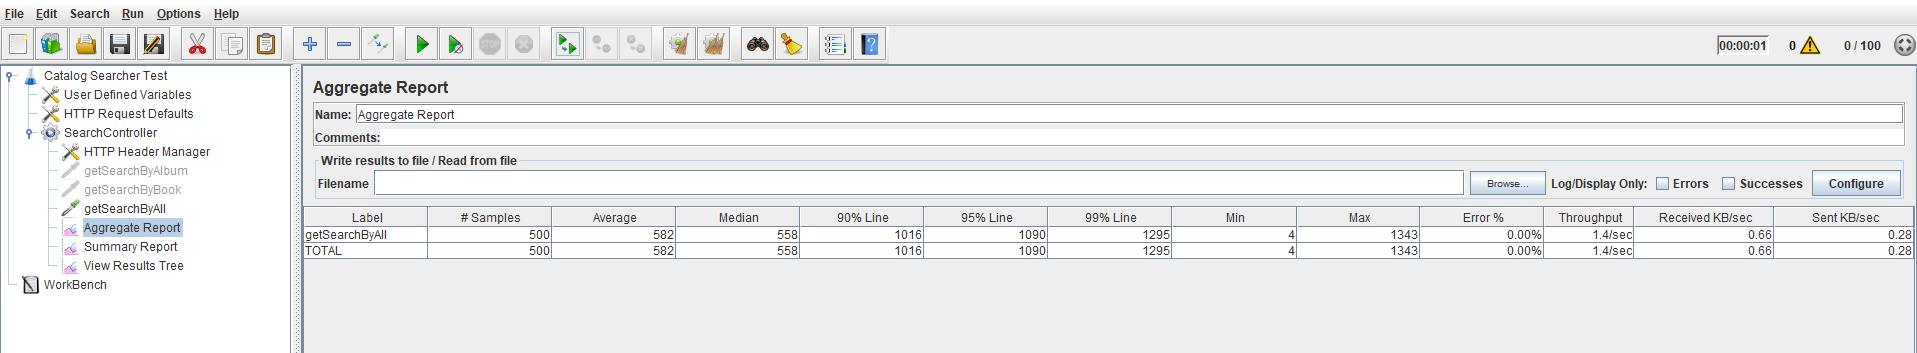 File Edit Search Run Options Help
STOP 00:00:01 0 0 / 100
Catalog Searcher Test
User Defined Variables
HTTP Request Defaults
SearchController
HTTP Header Manager
getSearchByAlbum
getSearchByBook
getSearchByAll
Aggregate Report
Summary Report
View Results Tree
WorkBench
Aggregate Report
Name: Aggregate Report
Comments:
Write results to file / Read from file
Filename Browse... Log/Display Only: Errors Successes Configure
Label # Samples Average Median 90% Line 95% Line 99% Line Min Max Error % Throughput Received KB/sec Sent KB/sec
getSearchByAll 500 582 558 1016 1090 1295 4 1343 0.00% 1.4/sec 0.66 0.28
TOTAL 500 582 558 1016 1090 1295 4 1343 0.00% 1.4/sec 0.66 0.28